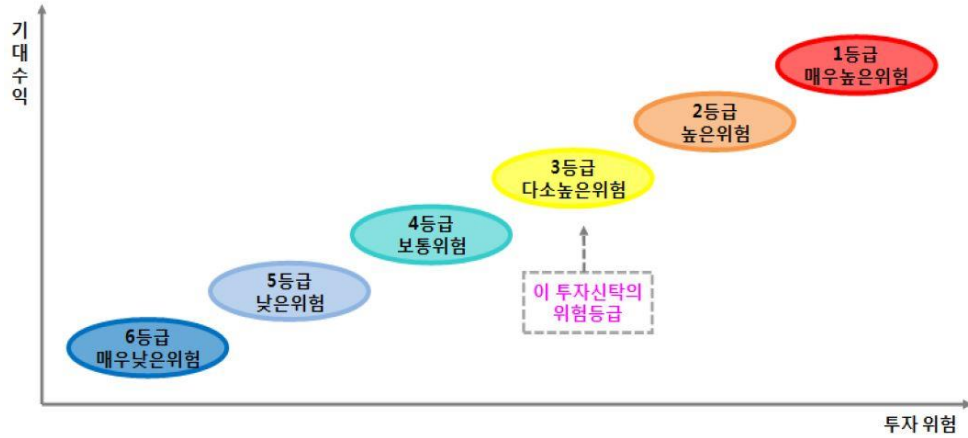 기대수익
1등급
매우높은위험
2등급
높은위험
3등급
다소높은위험
4등급
보통위험
5등급
낮은위험
6등급
매우낮은위험
이 투자신탁의
위험등급
투자 위험